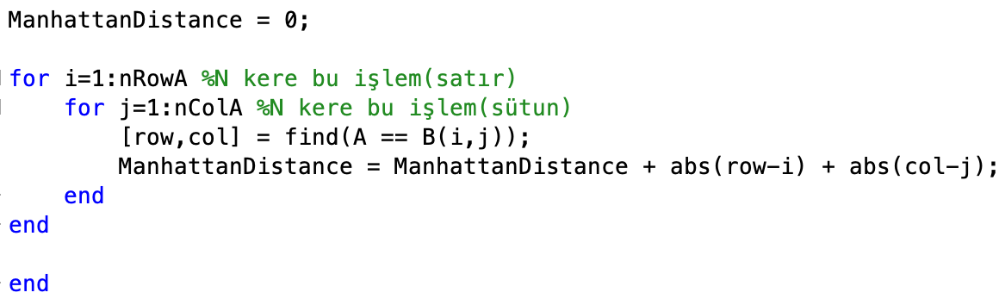 ManhattanDistance = 0;
for i=1:nRowA %N kere bu işlem(satır)
for j=1:nColA %N kere bu işlem(sütun)
[row,col] = find(A == B(i,j));
ManhattanDistance = ManhattanDistance + abs(row-i) + abs(col-j);
end
end
end